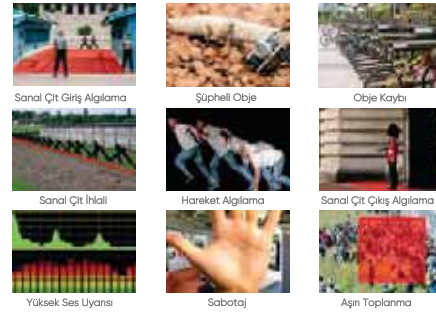 Sanal Çit Giriş Algılama
Şüpheli Obje
Obje Kaybı
Sanal Çit İhlali
Hareket Algılama
Sanal Çit Çıkış Algılama
Yüksek Ses Uyarısı
Sabotaj
Aşırı Toplanma